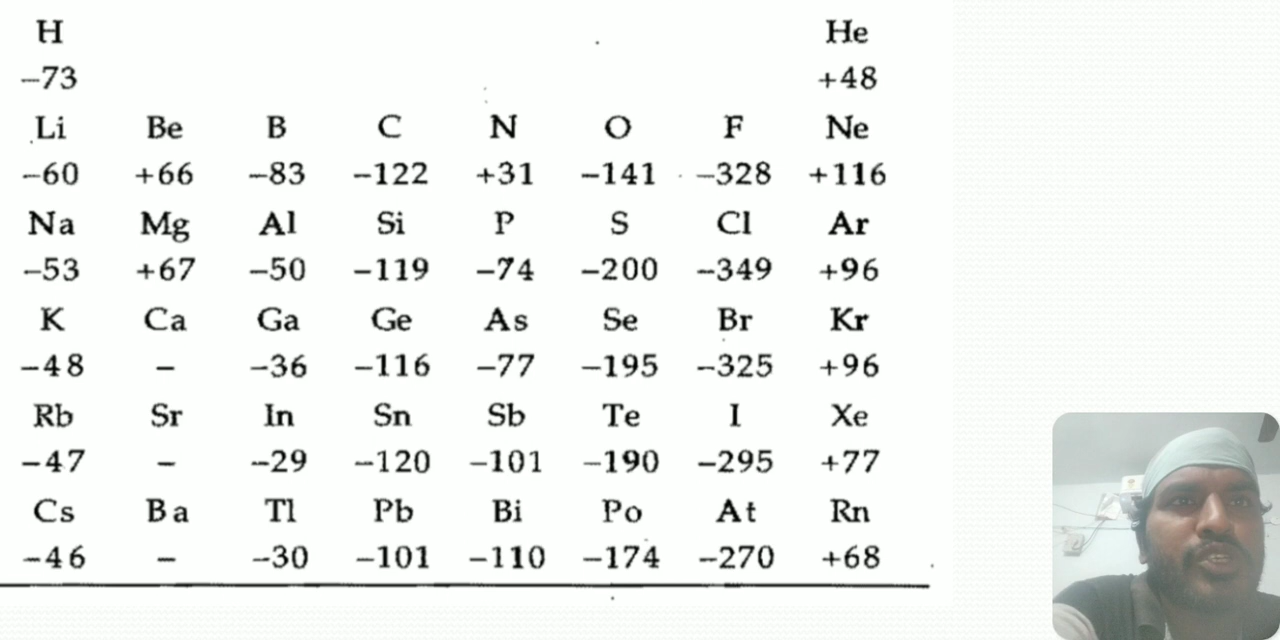 H He
−73 +48
Li Be B C N O F Ne
−60 +66 −83 −122 +31 −141 −328 +116
Na Mg Al Si P S Cl Ar
−53 +67 −50 −119 −74 −200 −349 +96
K Ca Ga Ge As Se Br Kr
−48 − −36 −116 −77 −195 −325 +96
Rb Sr In Sn Sb Te I Xe
−47 − −29 −120 −101 −190 −295 +77
Cs Ba Tl Pb Bi Po At Rn
−46 − −30 −101 −110 −174 −270 +68